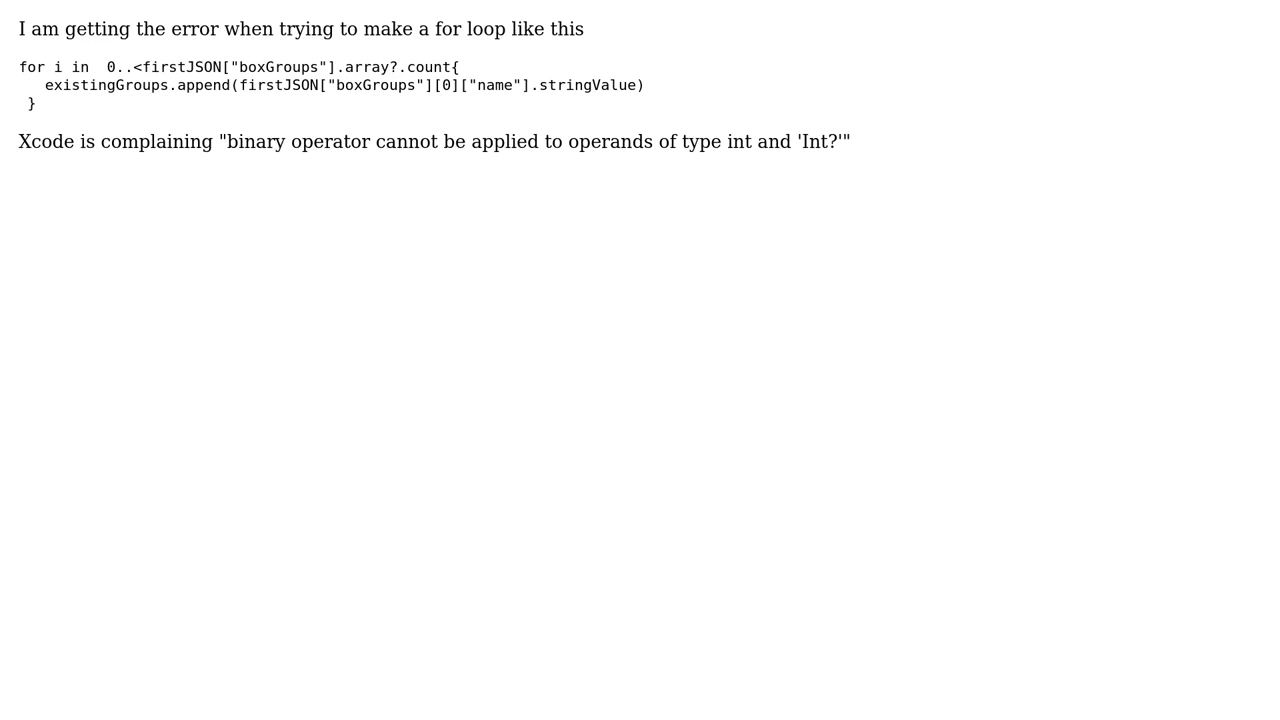 I am getting the error when trying to make a for loop like this
for i in  0..<firstJSON["boxGroups"].array?.count{
   existingGroups.append(firstJSON["boxGroups"][0]["name"].stringValue)
 }
Xcode is complaining "binary operator cannot be applied to operands of type int and 'Int?'"